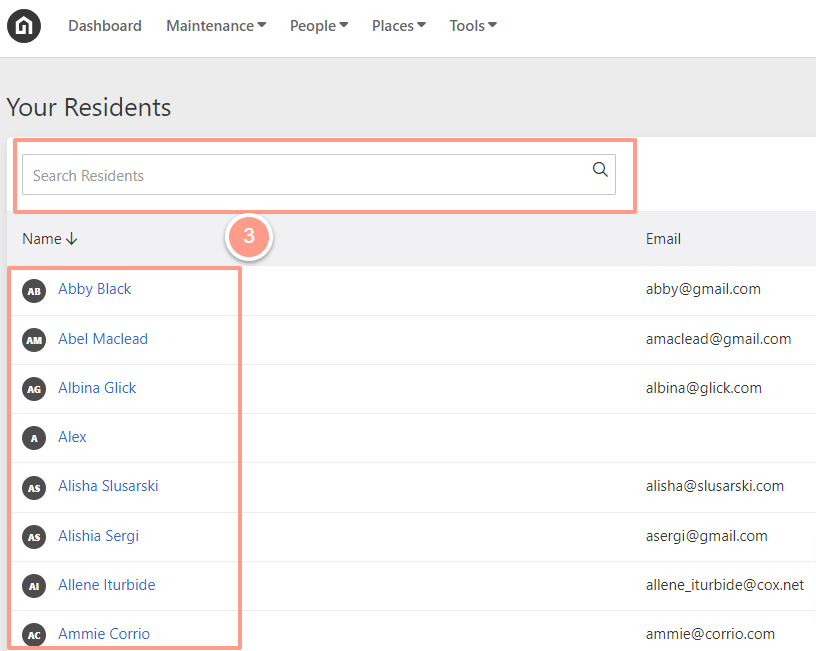 Dashboard Maintenance People Places Tools
Your Residents
Search Residents
Name Email
3
AB Abby Black abby@gmail.com
AM Abel Maclead amaclead@gmail.com
AG Albina Glick albina@glick.com
A Alex
AS Alisha Slusarski alisha@slusarski.com
AS Alishia Sergi asergi@gmail.com
AI Allene Iturbide allene_iturbide@cox.net
AC Ammie Corrio ammie@corrio.com